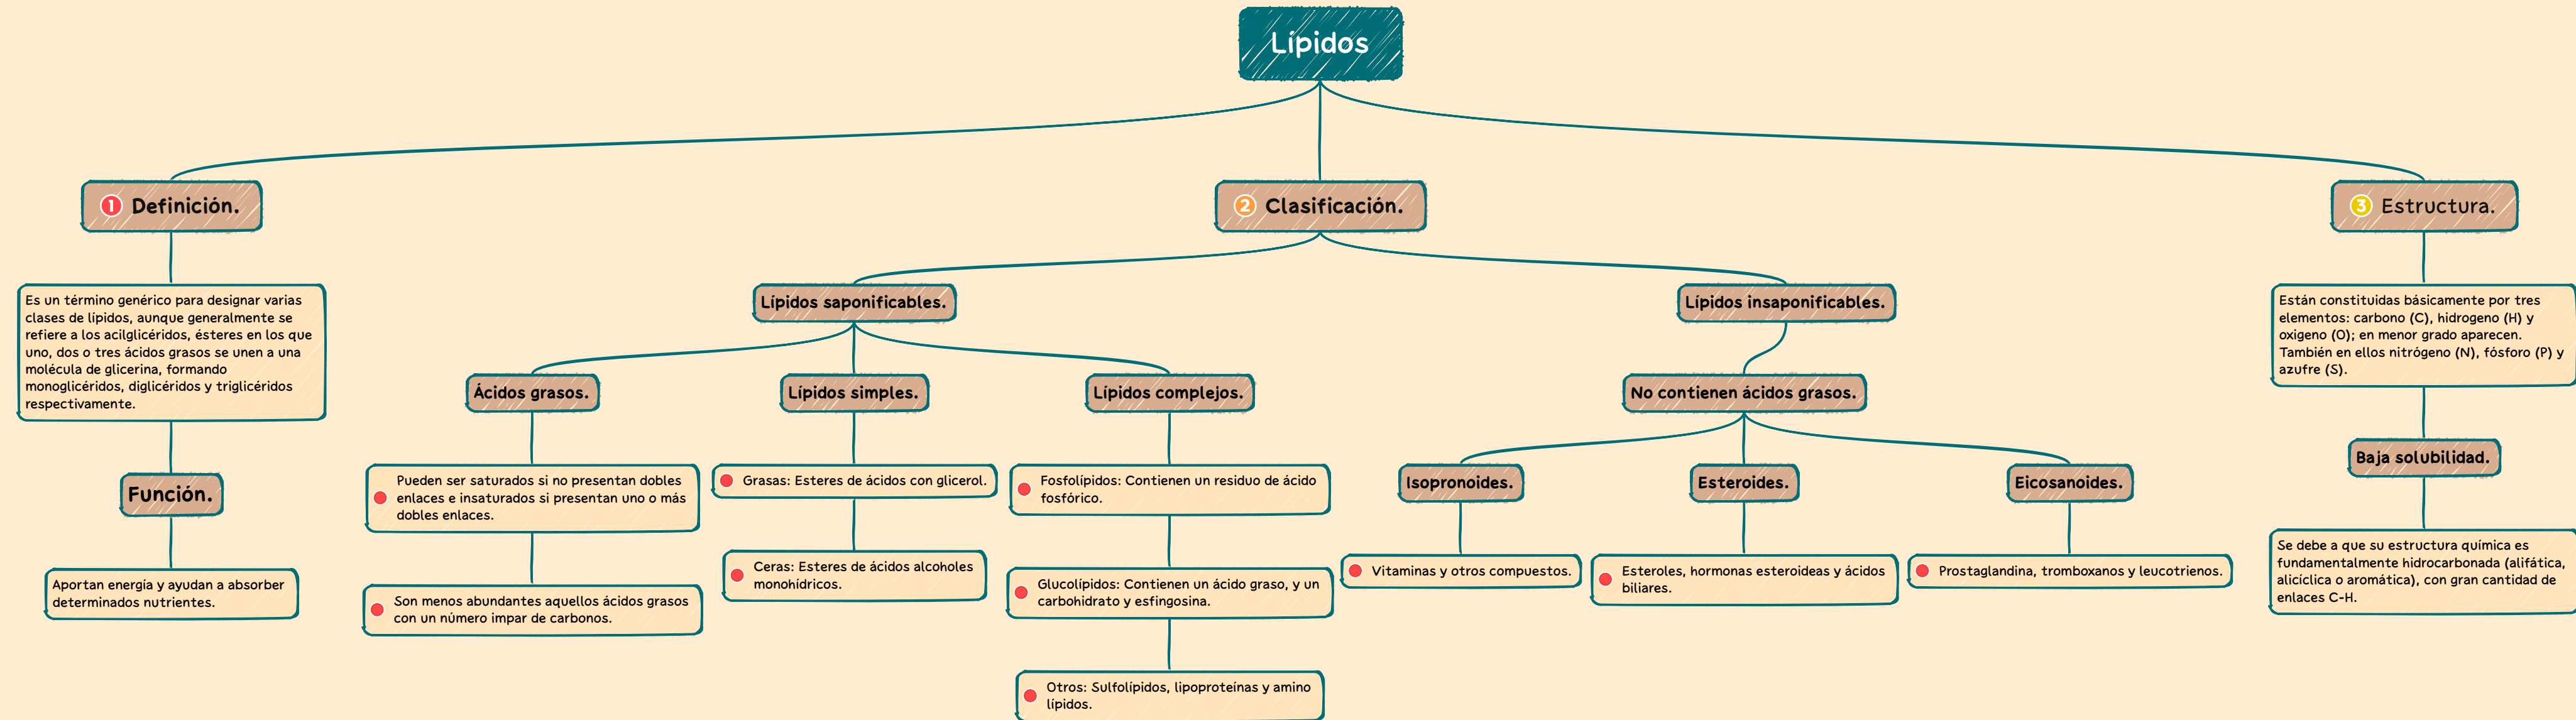 Lípidos
1 Definición.
2 Clasificación.
3 Estructura.
Es un término genérico para designar varias
clases de lípidos, aunque generalmente se
refiere a los acilglicéridos, ésteres en los que
uno, dos o tres ácidos grasos se unen a una
molécula de glicerina, formando
monoglicéridos, diglicéridos y triglicéridos
respectivamente.
Función.
Aportan energía y ayudan a absorber
determinados nutrientes.
Lípidos saponificables.
Ácidos grasos.
Pueden ser saturados si no presentan dobles
enlaces e insaturados si presentan uno o más
dobles enlaces.
Son menos abundantes aquellos ácidos grasos
con un número impar de carbonos.
Lípidos simples.
Grasas: Esteres de ácidos con glicerol.
Ceras: Esteres de ácidos alcoholes
monohídricos.
Lípidos complejos.
Fosfolípidos: Contienen un residuo de ácido
fosfórico.
Glucolípidos: Contienen un ácido graso, y un
carbohidrato y esfingosina.
Otros: Sulfolípidos, lipoproteínas y amino
lípidos.
Lípidos insaponificables.
No contienen ácidos grasos.
Isopronoides.
Vitaminas y otros compuestos.
Esteroides.
Esteroles, hormonas esteroideas y ácidos
biliares.
Eicosanoides.
Prostaglandina, tromboxanos y leucotrienos.
Están constituidas básicamente por tres
elementos: carbono (C), hidrogeno (H) y
oxigeno (O); en menor grado aparecen.
También en ellos nitrógeno (N), fósforo (P) y
azufre (S).
Baja solubilidad.
Se debe a que su estructura química es
fundamentalmente hidrocarbonada (alifática,
alicíclica o aromática), con gran cantidad de
enlaces C-H.